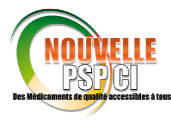 NOUVELLE
PSP CI
Des Médicaments de qualité accessibles à tous